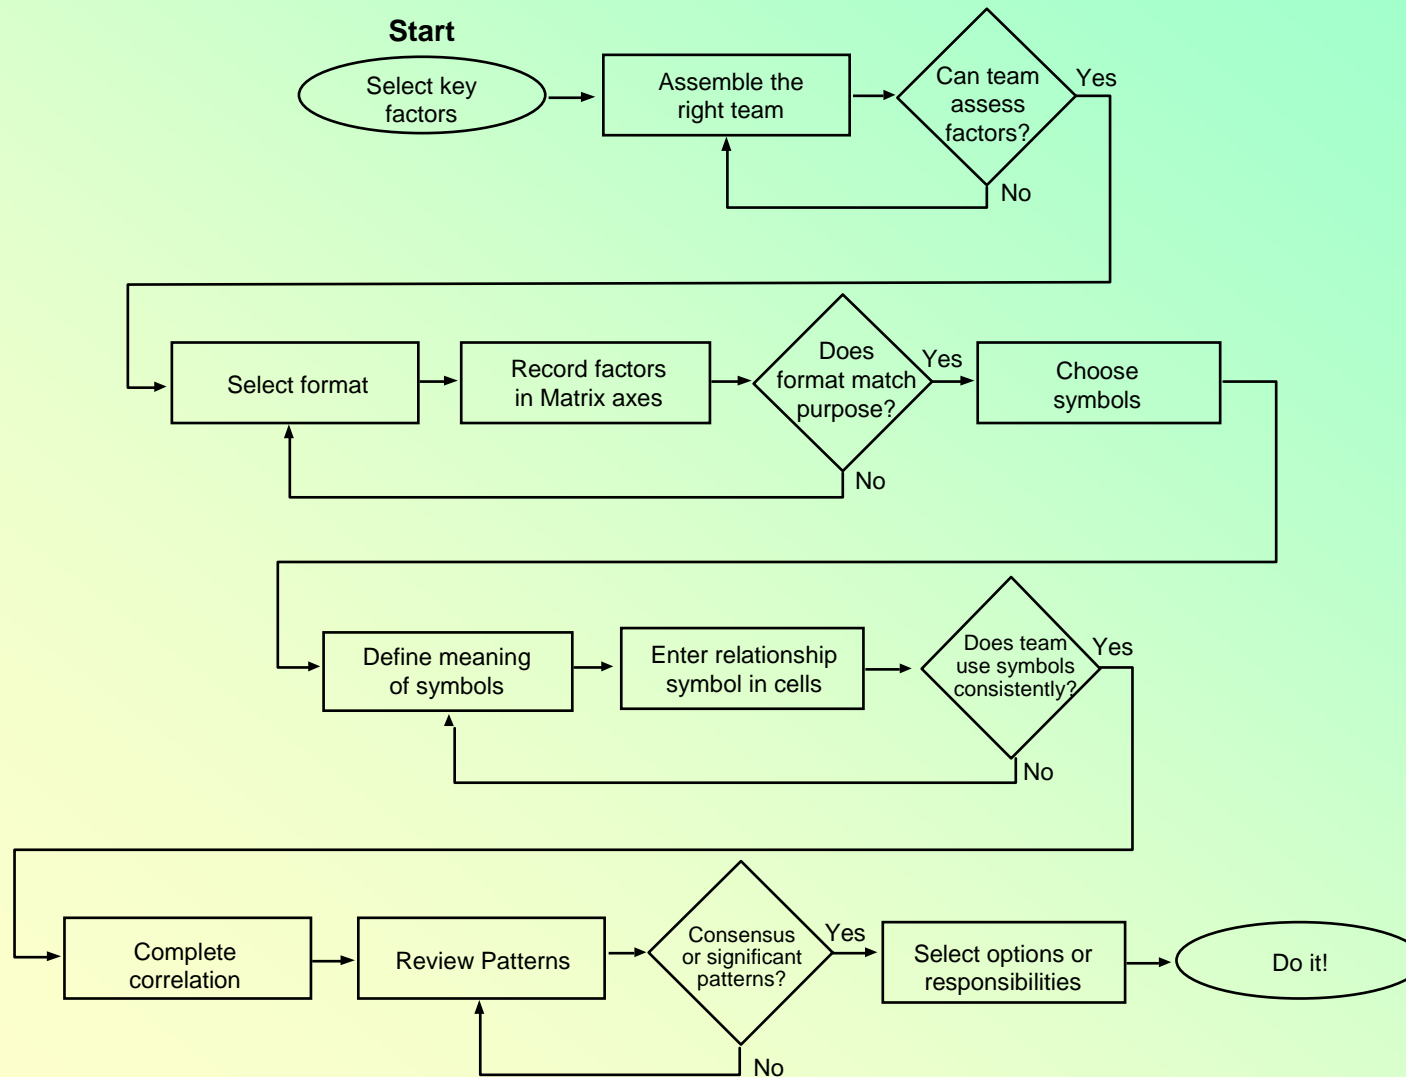 Start
Select key
factors
Assemble the
right team
Can team
assess
factors?
Yes
No
Select format
Record factors
in Matrix axes
Does
format match
purpose?
Yes
No
Choose
symbols
Define meaning
of symbols
Enter relationship
symbol in cells
Does team
use symbols
consistently?
Yes
No
Complete
correlation
Review Patterns
Consensus
or significant
patterns?
Yes
No
Select options or
responsibilities
Do it!